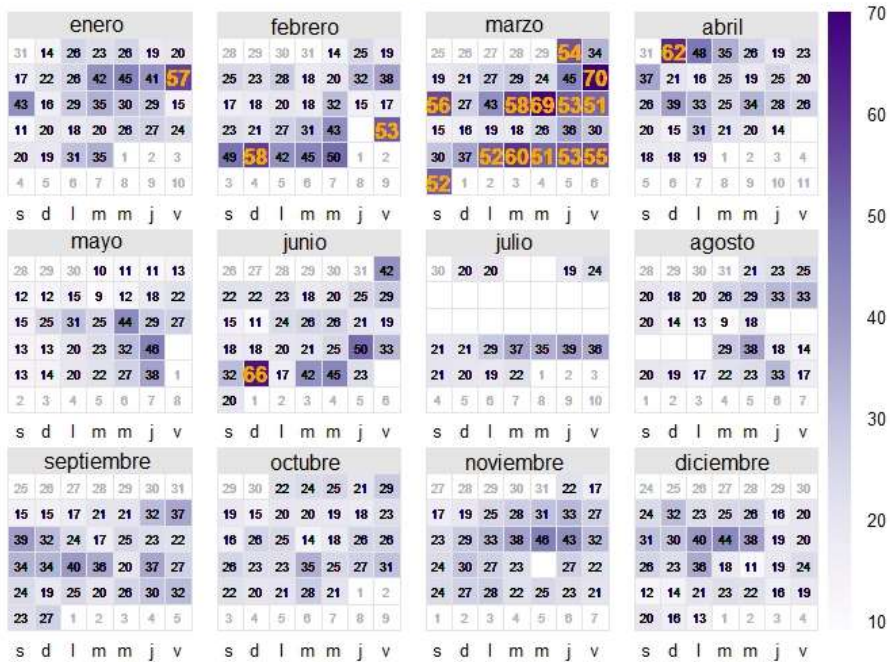 enero
31 14 26 23 26 19 20
17 22 26 42 45 41 57
43 16 29 35 30 29 15
11 20 18 20 26 27 24
20 19 31 35 1 2 3
4 5 6 7 8 9 10
s d l m m j v
febrero
28 29 30 31 14 25 19
25 23 28 18 20 32 38
17 18 20 18 32 15 17
23 21 27 31 43 53
49 58 42 45 50 1 2
3 4 5 6 7 8 9
s d l m m j v
marzo
25 26 27 28 29 54 34
19 21 27 29 24 45 70
56 27 43 58 69 53 51
15 16 19 18 26 36 30
30 37 52 60 51 53 55
52 1 2 3 4 5 6
s d l m m j v
abril
31 62 48 35 26 19 23
37 21 16 25 19 25 20
26 39 33 25 34 28 26
20 15 31 21 20 14
18 18 19 1 2 3 4
5 6 7 8 9 10 11
s d l m m j v
mayo
28 29 30 10 11 11 13
12 12 15 9 12 18 22
15 25 31 25 44 29 27
13 13 20 23 32 46
13 14 20 22 27 38 1
2 3 4 5 6 7 8
s d l m m j v
junio
26 27 28 29 30 31 42
22 22 23 18 20 25 29
15 11 24 26 26 21 19
18 18 20 21 25 50 33
32 66 17 42 45 23
20 1 2 3 4 5 6
s d l m m j v
julio
30 20 20 19 24
21 21 29 37 35 39 36
21 20 19 22 1 2 3
4 5 6 7 8 9 10
s d l m m j v
agosto
28 29 30 31 21 23 25
20 18 20 26 29 33 33
20 14 13 9 18
29 38 18 14
20 19 17 22 23 33 17
1 2 3 4 5 6 7
s d l m m j v
septiembre
25 26 27 28 29 30 31
15 15 17 21 21 32 37
39 32 24 17 25 23 22
34 34 40 36 20 37 27
24 19 25 20 26 30 32
23 27 1 2 3 4 5
s d l m m j v
octubre
29 30 22 24 25 21 29
19 15 20 20 19 18 23
16 26 25 14 18 16 26
26 23 23 35 25 27 31
22 20 21 28 21 1 2
3 4 5 6 7 8 9
s d l m m j v
noviembre
27 28 29 30 31 22 17
17 19 25 28 31 33 27
23 29 33 38 46 43 32
24 30 27 23 27 22
24 27 28 22 25 23 21
1 2 3 4 5 6 7
s d l m m j v
diciembre
24 25 26 27 28 29 30
24 32 23 25 26 16 20
31 30 40 44 38 19 20
26 23 36 18 11 19 24
12 14 21 23 22 16 19
20 16 13 1 2 3 4
s d l m m j v
70
60
50
40
30
20
10